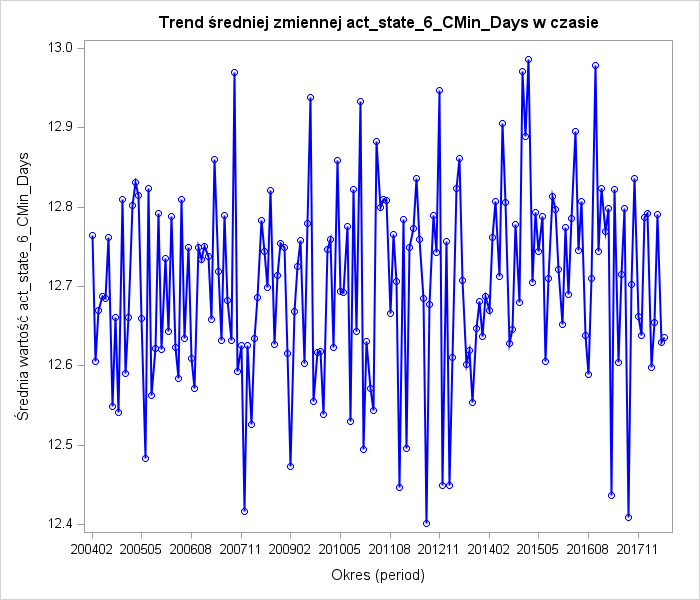 Trend średniej zmiennej act_state_6_CMin_Days w czasie
Średnia wartość act_state_6_CMin_Days
13.0
12.9
12.8
12.7
12.6
12.5
12.4
200402 200505 200608 200711 200902 201005 201108 201211 201402 201505 201608 201711
Okres (period)